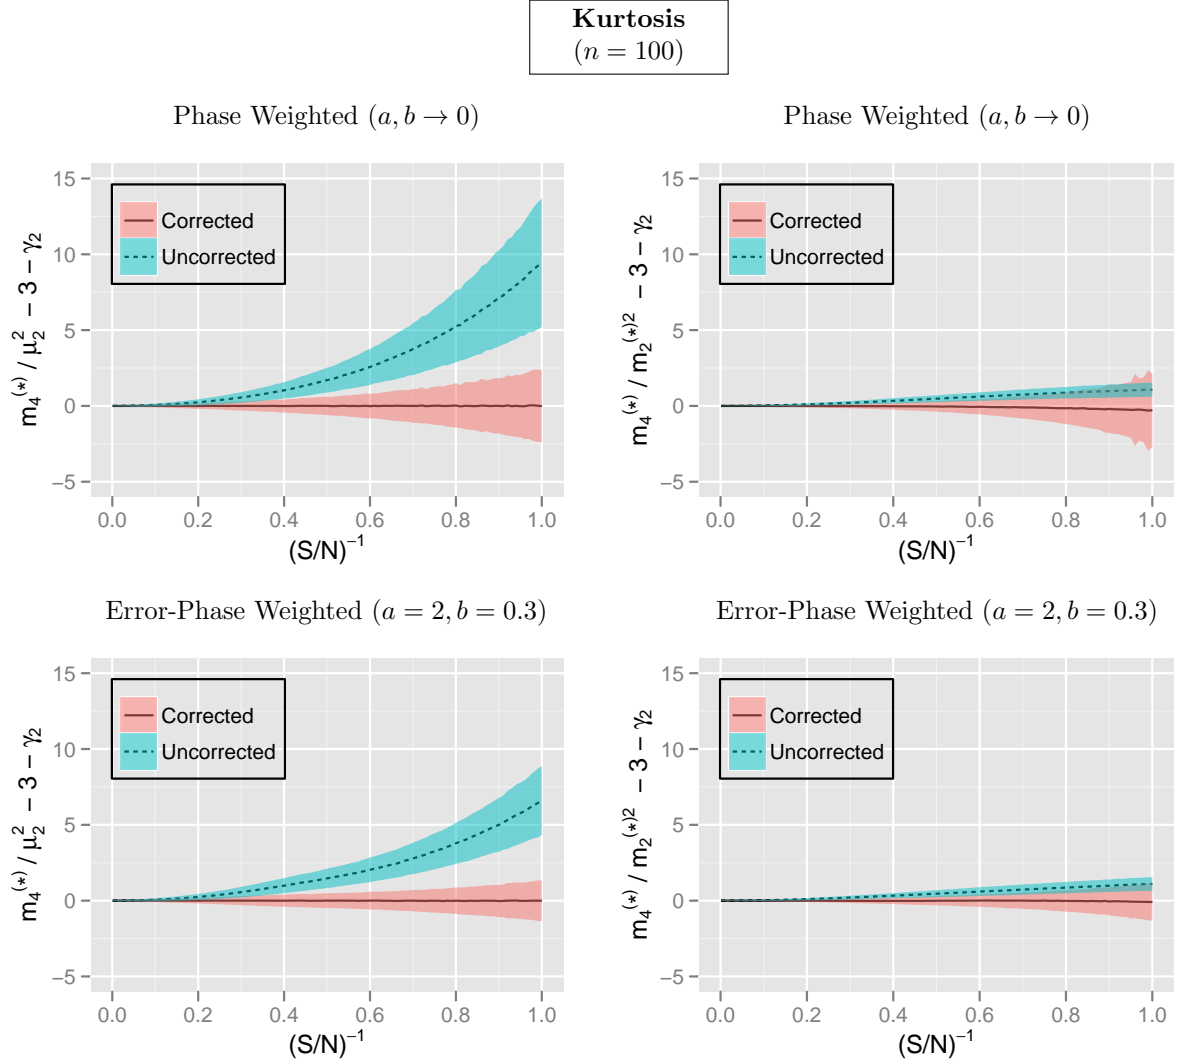 Kurtosis
(n = 100)
Phase Weighted (a, b → 0)
15
10
5
0
−5
m₄⁽*⁾ / μ₂² − 3 − γ₂
Corrected
Uncorrected
0.0 0.2 0.4 0.6 0.8 1.0
(S/N)⁻¹
Phase Weighted (a, b → 0)
15
10
5
0
−5
m₄⁽*⁾ / m₂⁽*⁾² − 3 − γ₂
Corrected
Uncorrected
0.0 0.2 0.4 0.6 0.8 1.0
(S/N)⁻¹
Error-Phase Weighted (a = 2, b = 0.3)
15
10
5
0
−5
m₄⁽*⁾ / μ₂² − 3 − γ₂
Corrected
Uncorrected
0.0 0.2 0.4 0.6 0.8 1.0
(S/N)⁻¹
Error-Phase Weighted (a = 2, b = 0.3)
15
10
5
0
−5
m₄⁽*⁾ / m₂⁽*⁾² − 3 − γ₂
Corrected
Uncorrected
0.0 0.2 0.4 0.6 0.8 1.0
(S/N)⁻¹